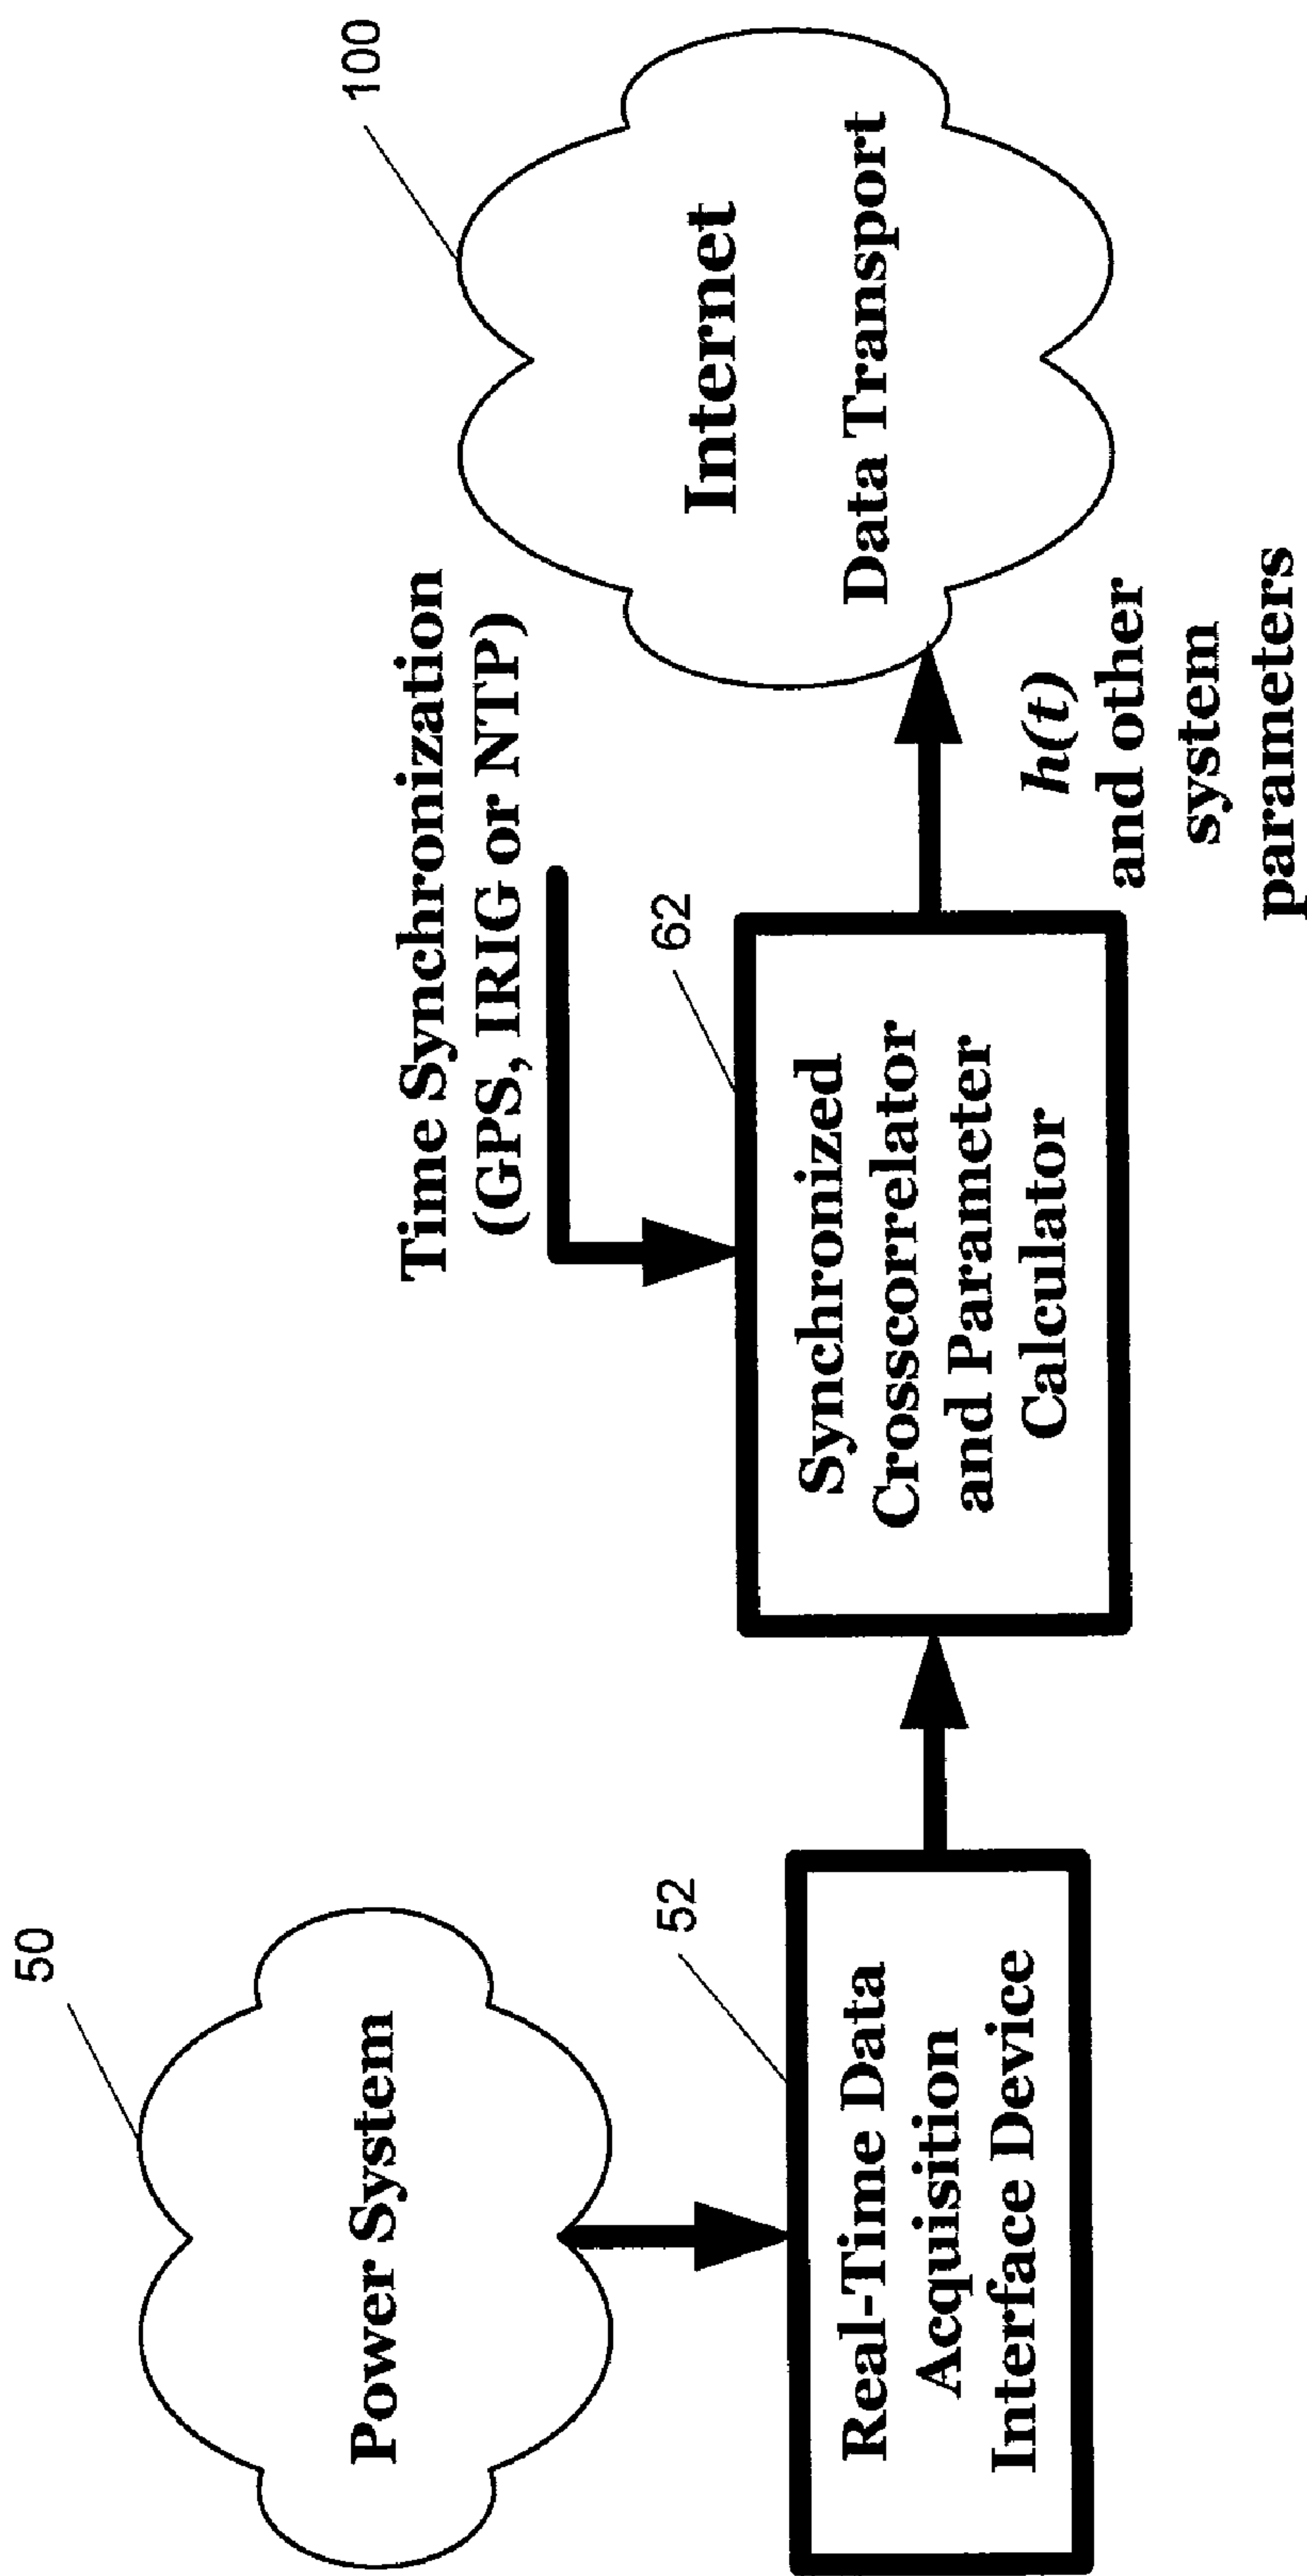 50
Power System
52
Real-Time Data
Acquisition
Interface Device
Time Synchronization
(GPS, IRIG or NTP)
62
Synchronized
Crosscorrelator
and Parameter
Calculator
h(t)
and other
system
parameters
100
Internet
Data Transport